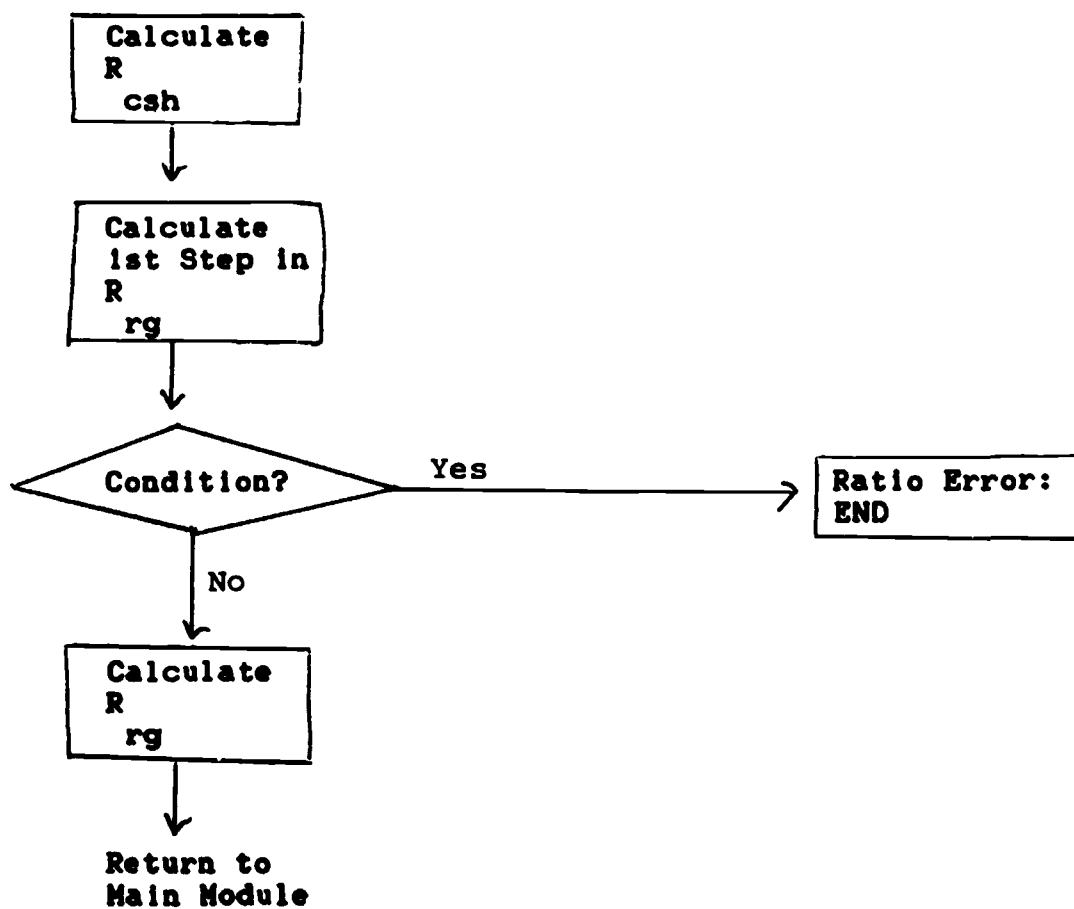 Calculate
R
csh
Calculate
1st Step in
R
rg
Condition?
Yes
Ratio Error:
END
No
Calculate
R
rg
Return to
Main Module